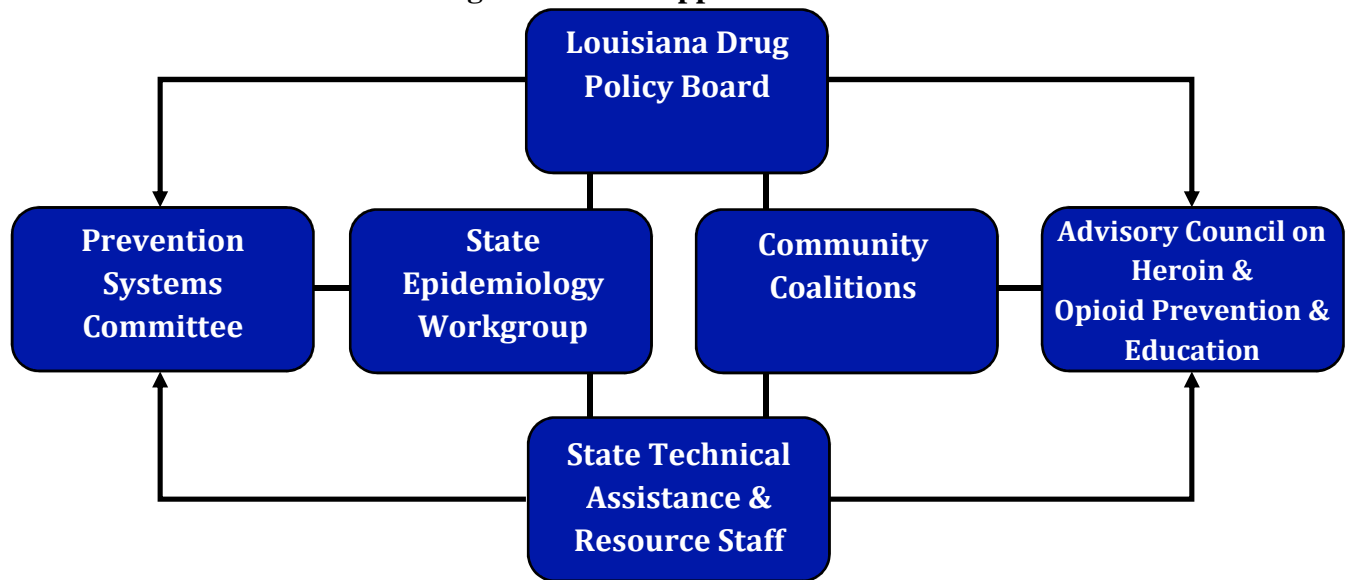 Louisiana Drug
Policy Board
Prevention
Systems
Committee
State
Epidemiology
Workgroup
Community
Coalitions
Advisory Council on
Heroin &
Opioid Prevention &
Education
State Technical
Assistance &
Resource Staff